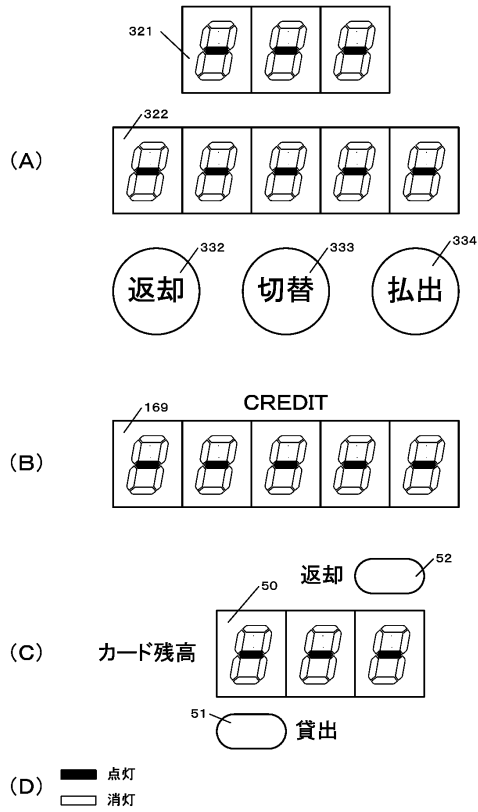 321
322
(A)
332
333
334
返却
切替
払出
CREDIT
169
(B)
52
返却
50
(C)
カード残高
51
貸出
(D)
点灯
消灯